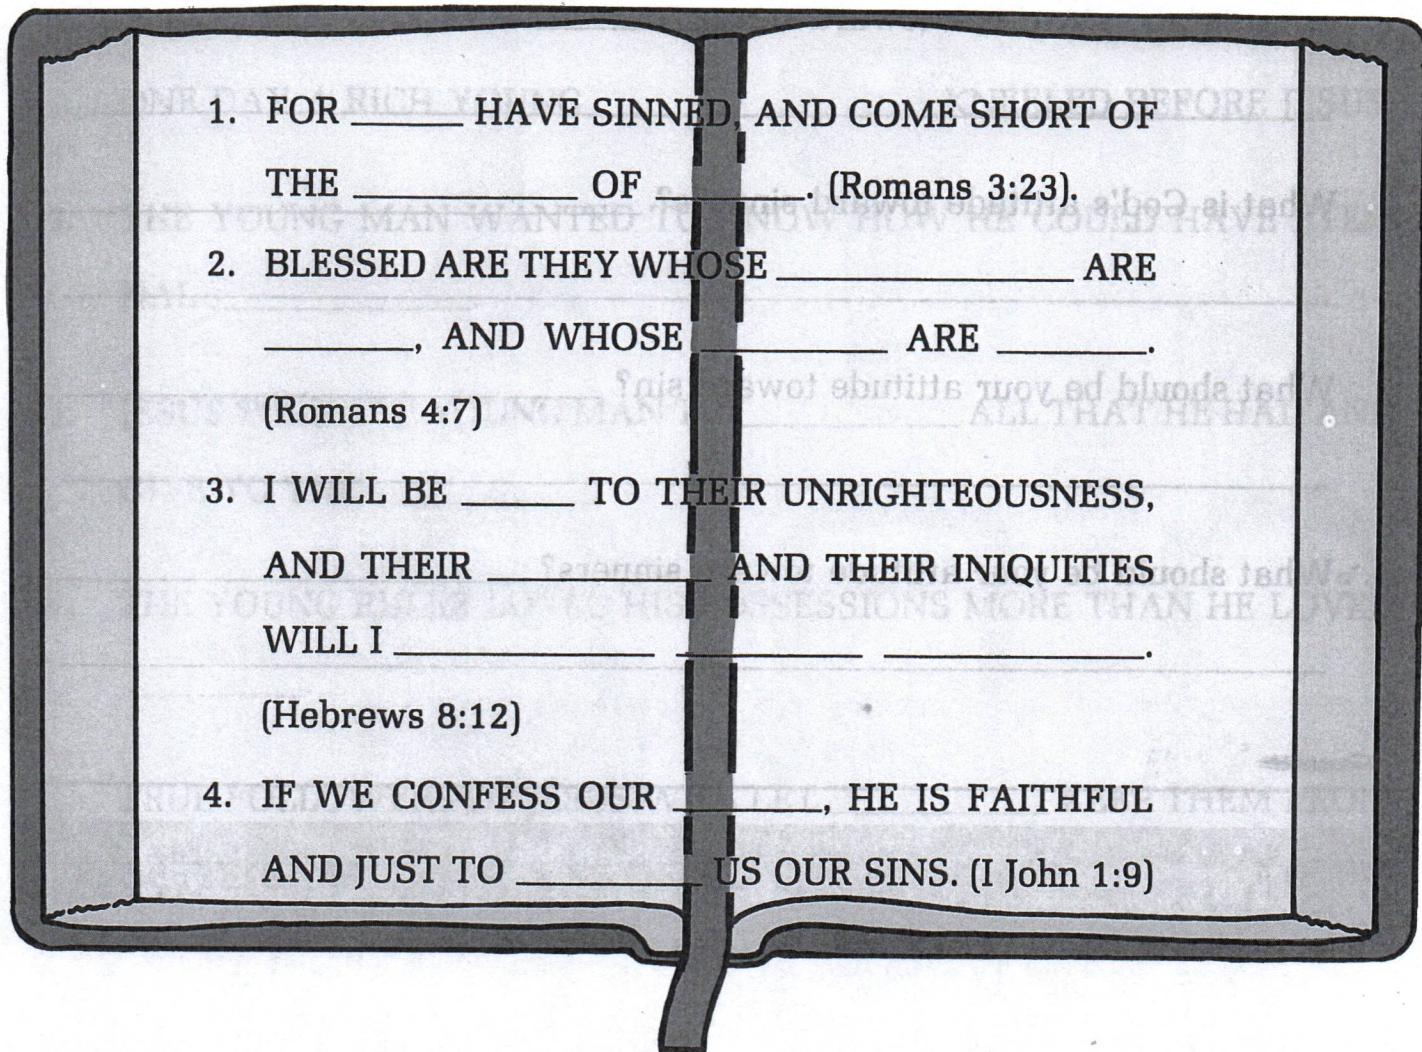 1. FOR ______ HAVE SINNED, AND COME SHORT OF
THE ____________ OF _________. (Romans 3:23).
2. BLESSED ARE THEY WHOSE ________________ ARE
________, AND WHOSE __________ ARE ________.
(Romans 4:7)
3. I WILL BE ______ TO THEIR UNRIGHTEOUSNESS,
AND THEIR ____________ AND THEIR INIQUITIES
WILL I ______________ __________ ______________.
(Hebrews 8:12)
4. IF WE CONFESS OUR ________, HE IS FAITHFUL
AND JUST TO __________ US OUR SINS. (I John 1:9)